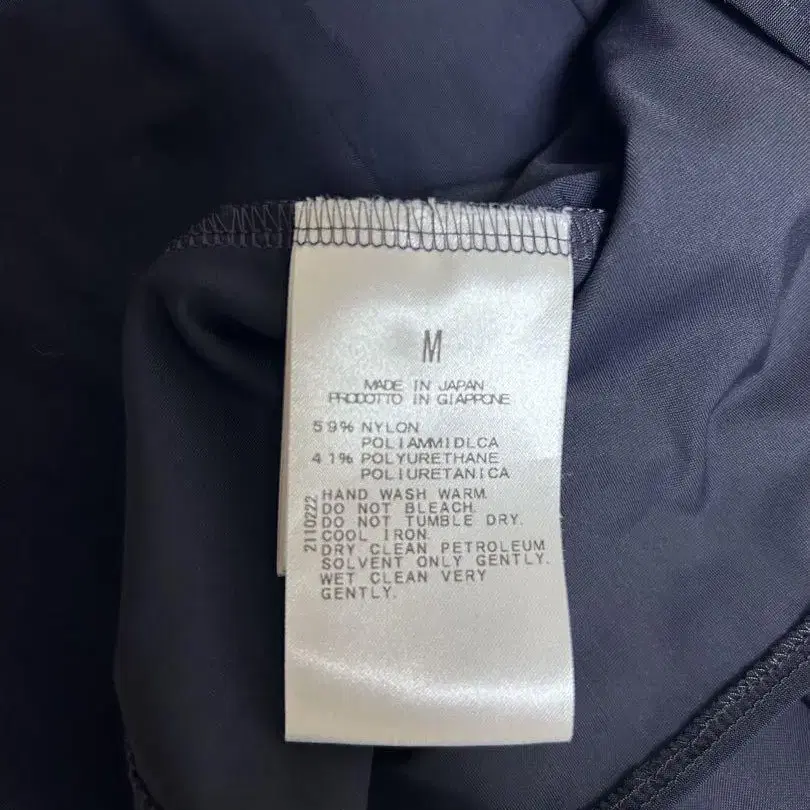 M
MADE IN JAPAN
PRODOTTO IN GIAPPONE
59% NYLON
POLIAMMIDLCA
41% POLYURETHANE
POLIURETANICA
2110222
HAND WASH WARM.
DO NOT BLEACH.
DO NOT TUMBLE DRY.
COOL IRON.
DRY CLEAN PETROLEUM
SOLVENT ONLY GENTLY.
WET CLEAN VERY
GENTLY.